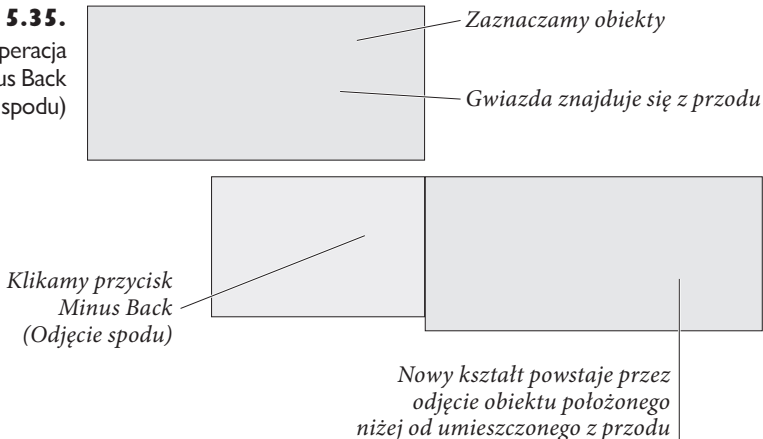 5.35.
peracja
us Back
spodu)
Zaznaczamy obiekty
Gwiazda znajduje się z przodu
Klikamy przycisk
Minus Back
(Odjęcie spodu)
Nowy kształt powstaje przez
odjęcie obiektu położonego
niżej od umieszczonego z przodu